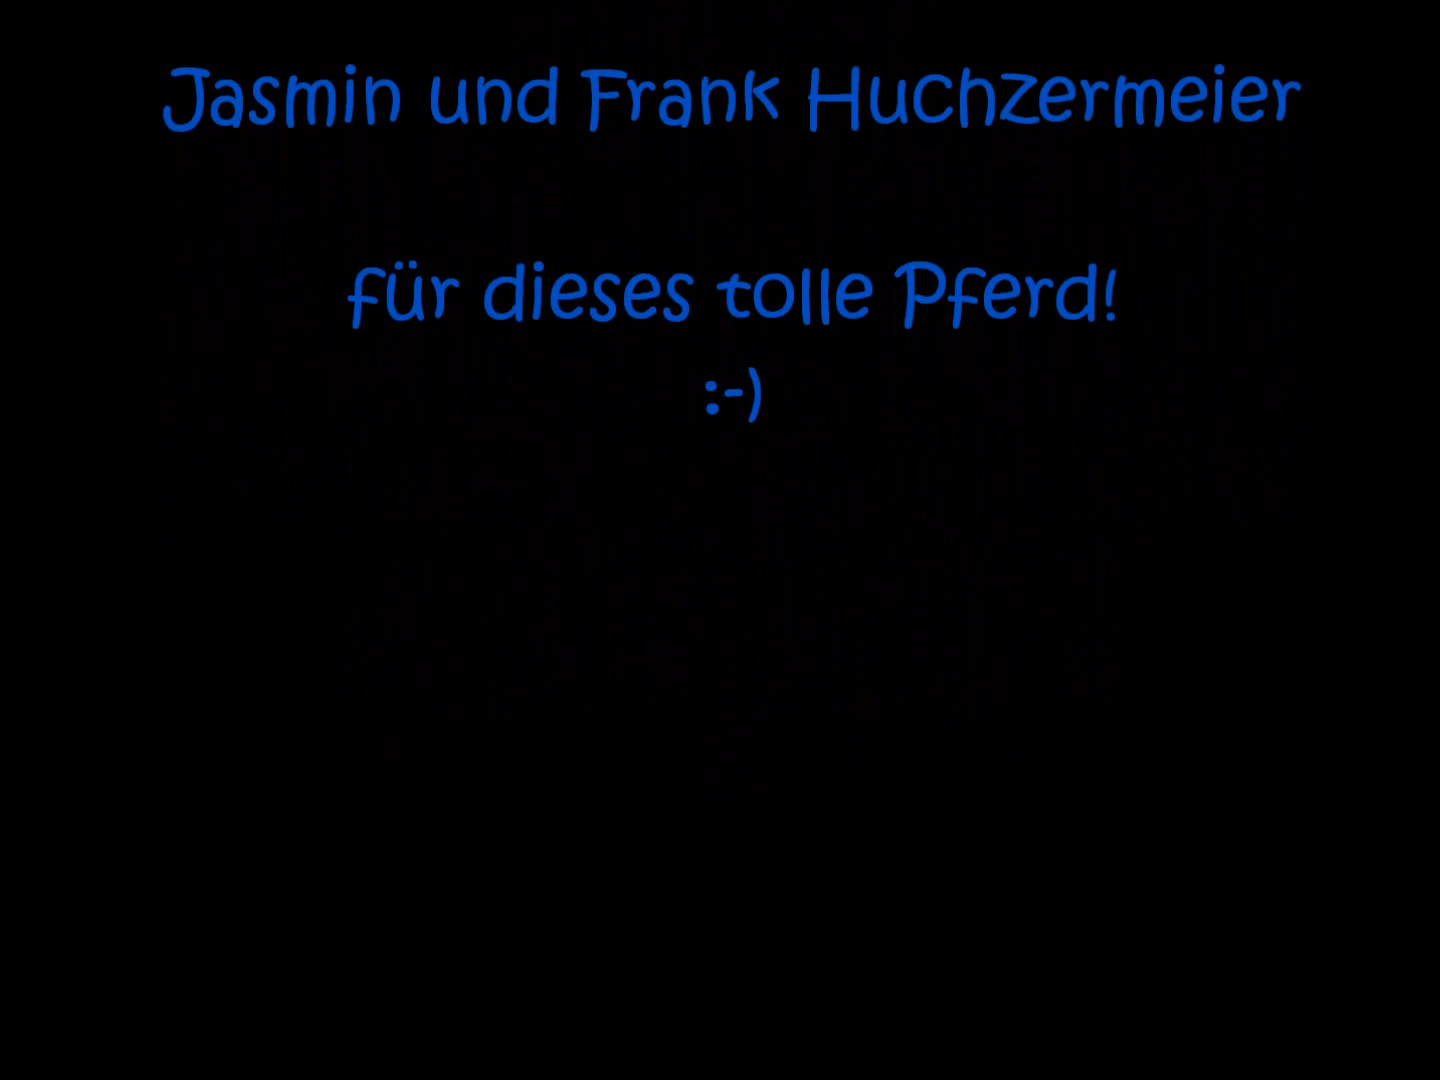 Jasmin und Frank Huchzermeier
für dieses tolle Pferd!
:-)